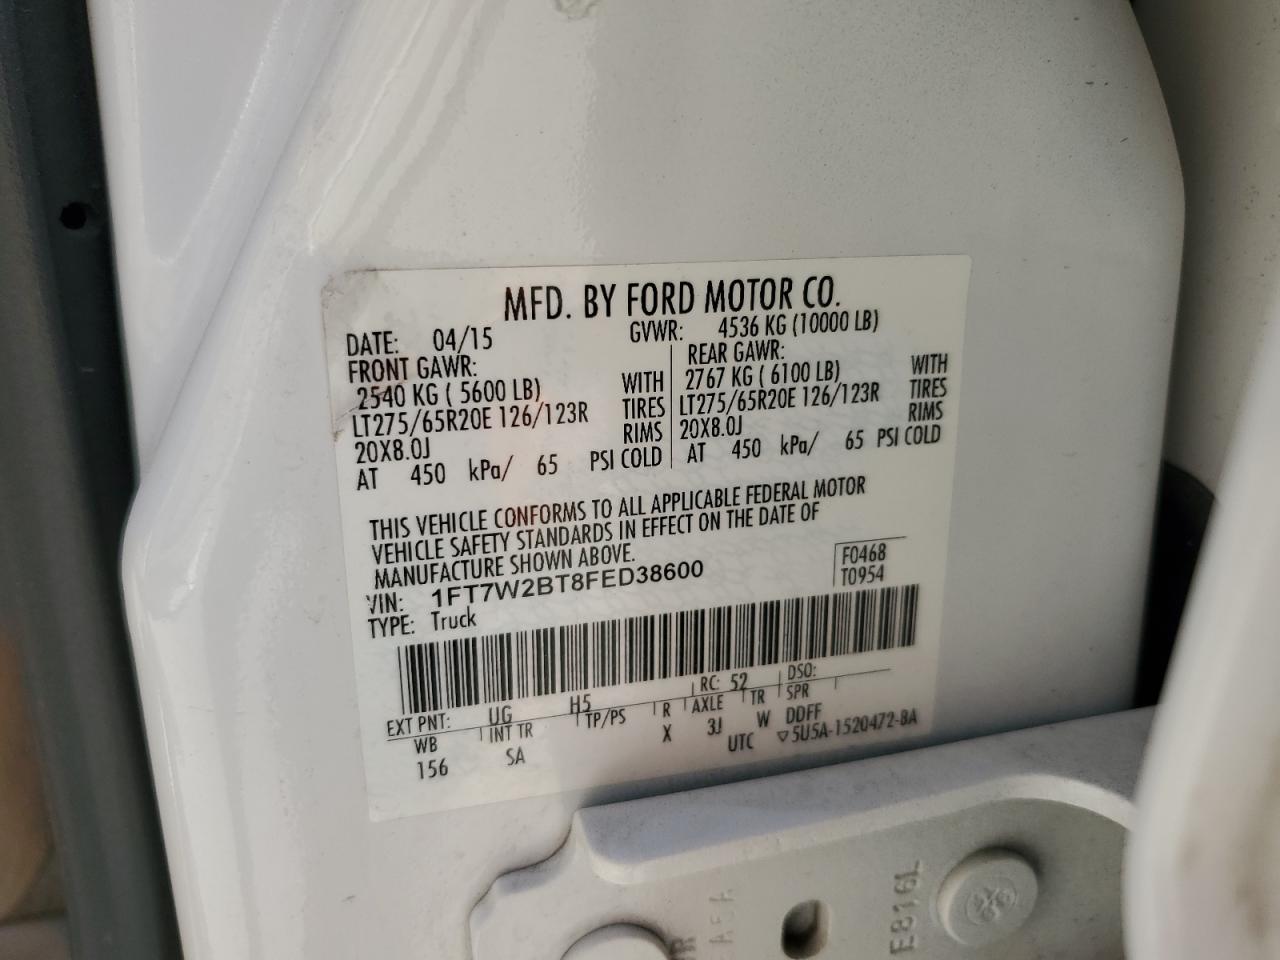 MFD. BY FORD MOTOR CO.
DATE: 04/15 GVWR: 4536 KG (10000 LB)
FRONT GAWR:
2540 KG ( 5600 LB) WITH
LT275/65R20E 126/123R TIRES
20X8.0J RIMS
AT 450 kPa/ 65 PSI COLD
REAR GAWR:
2767 KG ( 6100 LB) WITH
LT275/65R20E 126/123R TIRES
20X8.0J RIMS
AT 450 kPa/ 65 PSI COLD
THIS VEHICLE CONFORMS TO ALL APPLICABLE FEDERAL MOTOR
VEHICLE SAFETY STANDARDS IN EFFECT ON THE DATE OF
MANUFACTURE SHOWN ABOVE.
F0468
T0954
VIN: 1FT7W2BT8FED38600
TYPE: Truck
EXT PNT: UG H5 RC: 52 DSO:
WB INT TR TP/PS R AXLE TR SPR
156 SA X 3J W DDFF
UTC ▽5U5A-1520472-BA
E816L